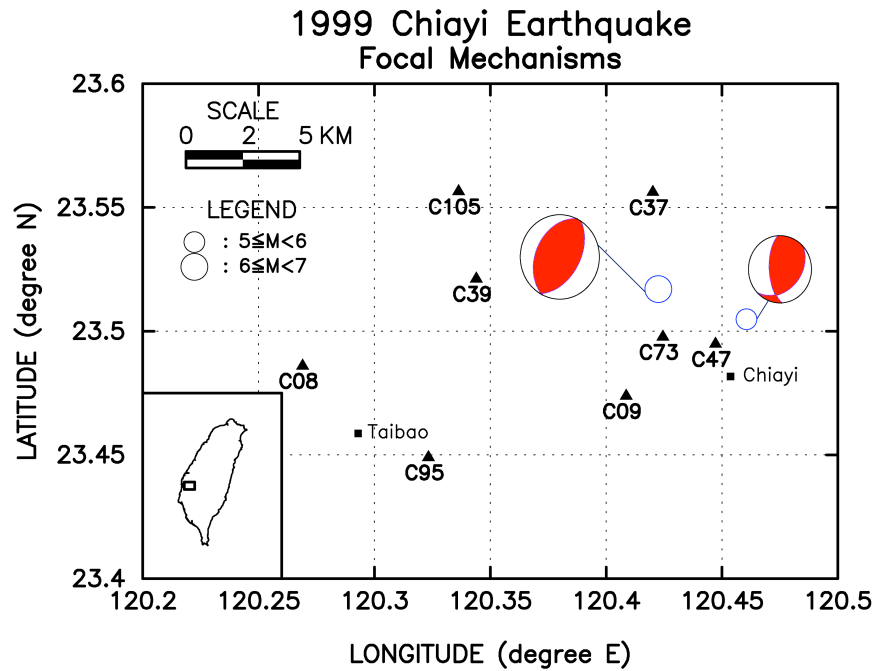 1999 Chiayi Earthquake
Focal Mechanisms
23.6
SCALE
0 2 5 KM
23.55
C105
C37
LEGEND
: 5≦M<6
: 6≦M<7
C39
23.5
C73
C47
C08
Chiayi
C09
Taibao
23.45
C95
23.4
120.2 120.25 120.3 120.35 120.4 120.45 120.5
LATITUDE (degree N)
LONGITUDE (degree E)